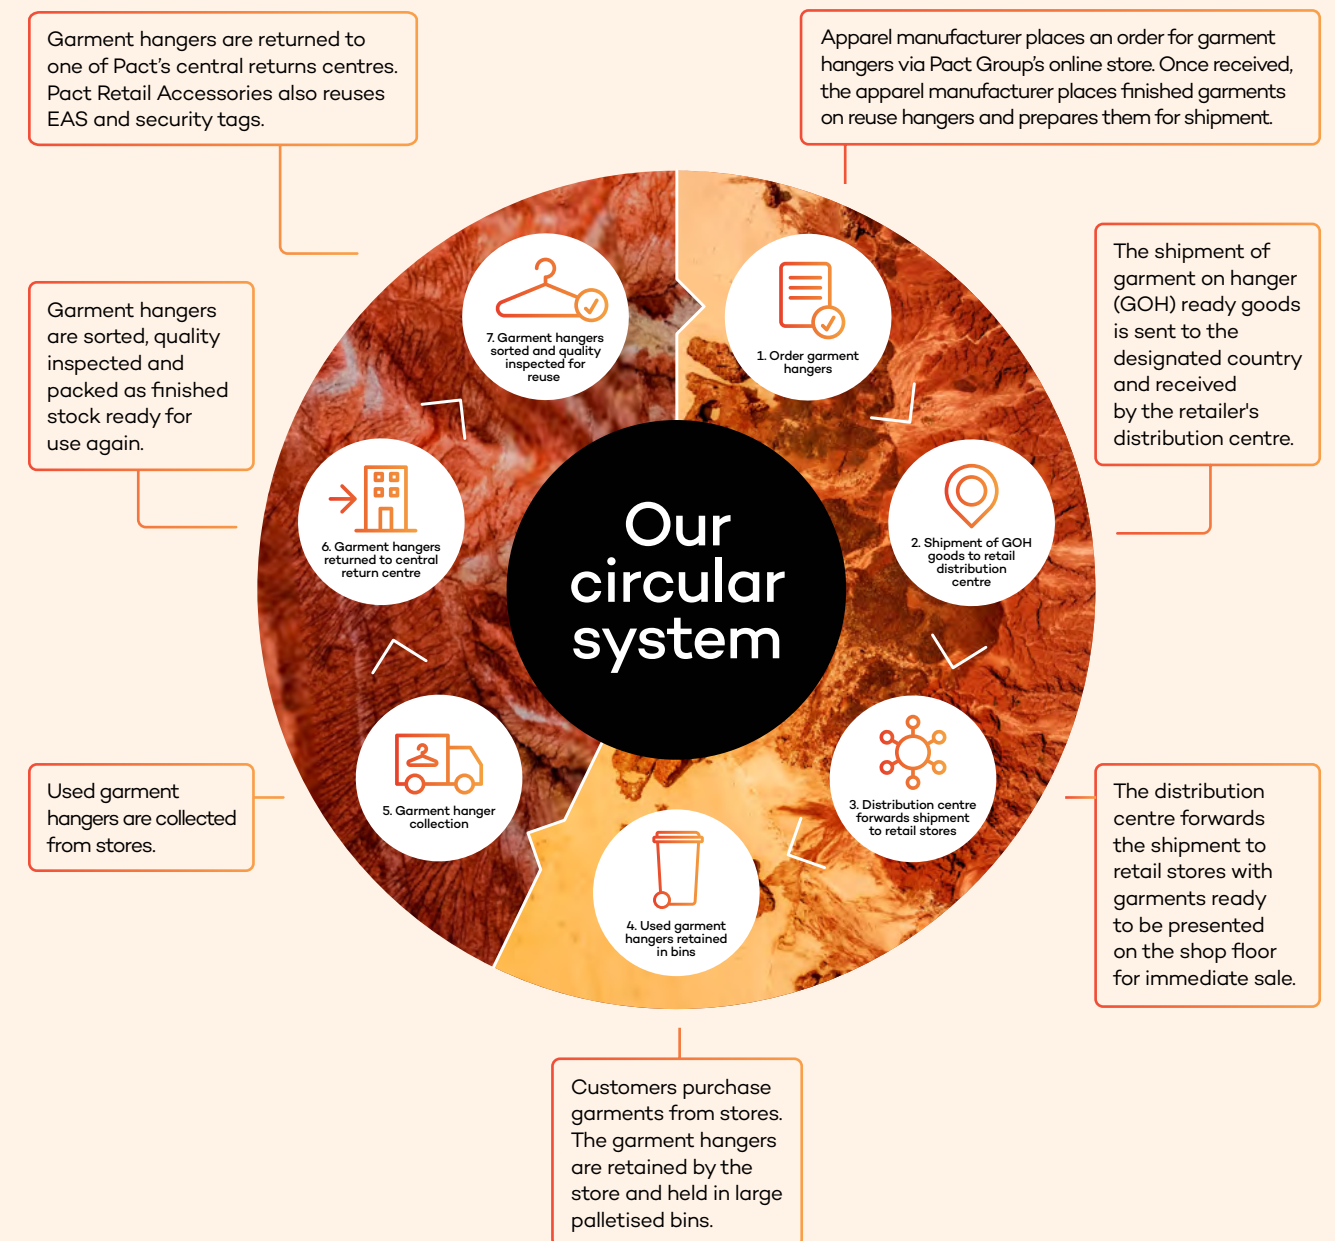 Garment hangers are returned to
one of Pact's central returns centres.
Pact Retail Accessories also reuses
EAS and security tags.
Apparel manufacturer places an order for garment
hangers via Pact Group's online store. Once received,
the apparel manufacturer places finished garments
on reuse hangers and prepares them for shipment.
The shipment of
garment on hanger
(GOH) ready goods
is sent to the
designated country
and received
by the retailer's
distribution centre.
Garment hangers
are sorted, quality
inspected and
packed as finished
stock ready for
use again.
7. Garment hangers
sorted and quality
inspected for
reuse
1. Order garment
hangers
6. Garment hangers
returned to central
return centre
Our
circular
system
2. Shipment of GOH
goods to retail
distribution
centre
5. Garment hanger
collection
3. Distribution centre
forwards shipment
to retail stores
4. Used garment
hangers retained
in bins
Used garment
hangers are collected
from stores.
The distribution
centre forwards
the shipment to
retail stores with
garments ready
to be presented
on the shop floor
for immediate sale.
Customers purchase
garments from stores.
The garment hangers
are retained by the
store and held in large
palletised bins.